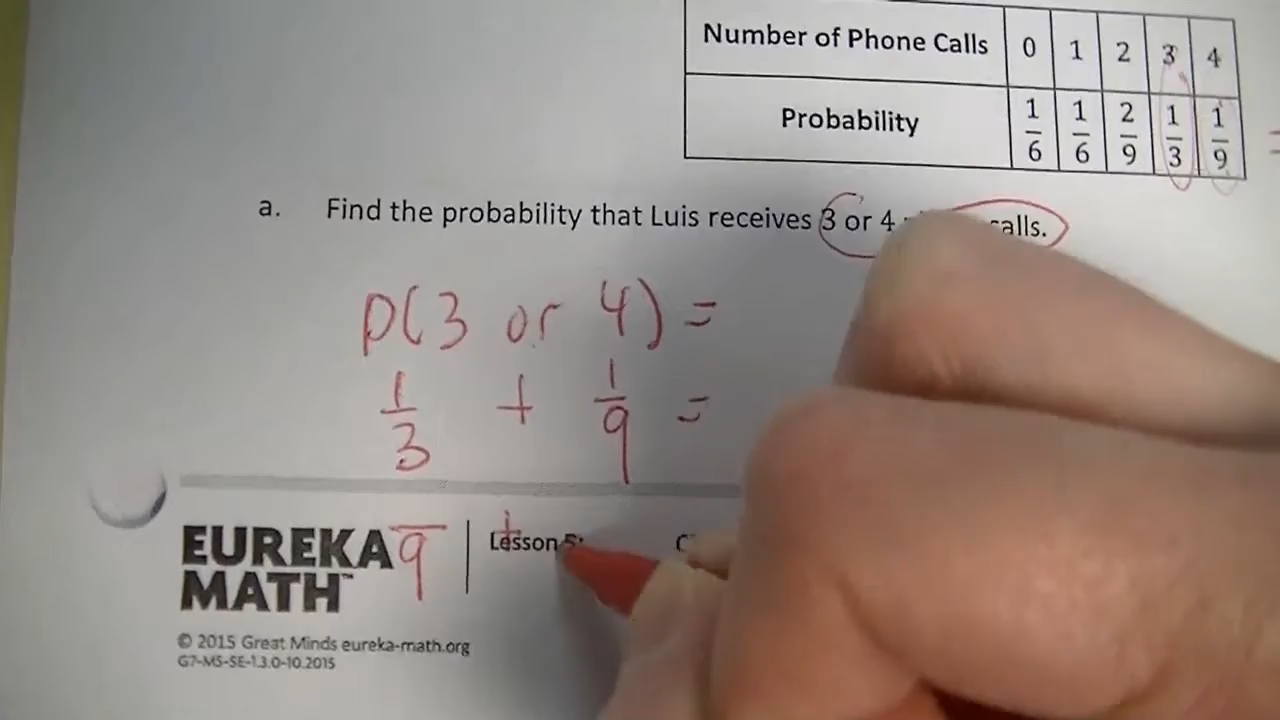 Number of Phone Calls 0 1 2 3 4
Probability 1/6 1/6 2/9 1/3 1/9
a. Find the probability that Luis receives 3 or 4 calls.
P(3 or 4) =
1/3 + 1/9 =
9
EUREKA
MATH™
Lesson 5:
© 2015 Great Minds eureka-math.org
G7-M5-SE-1.3.0-10.2015